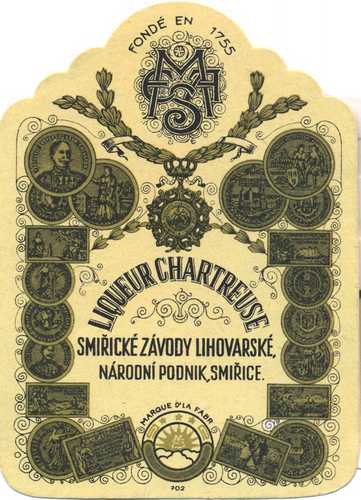 FONDÉ EN 1755
LIQUEUR CHARTREUSE
SMIŘICKÉ ZÁVODY LIHOVARSKÉ,
NÁRODNÍ PODNIK, SMIŘICE.
MARQUE D'LA FABR
702